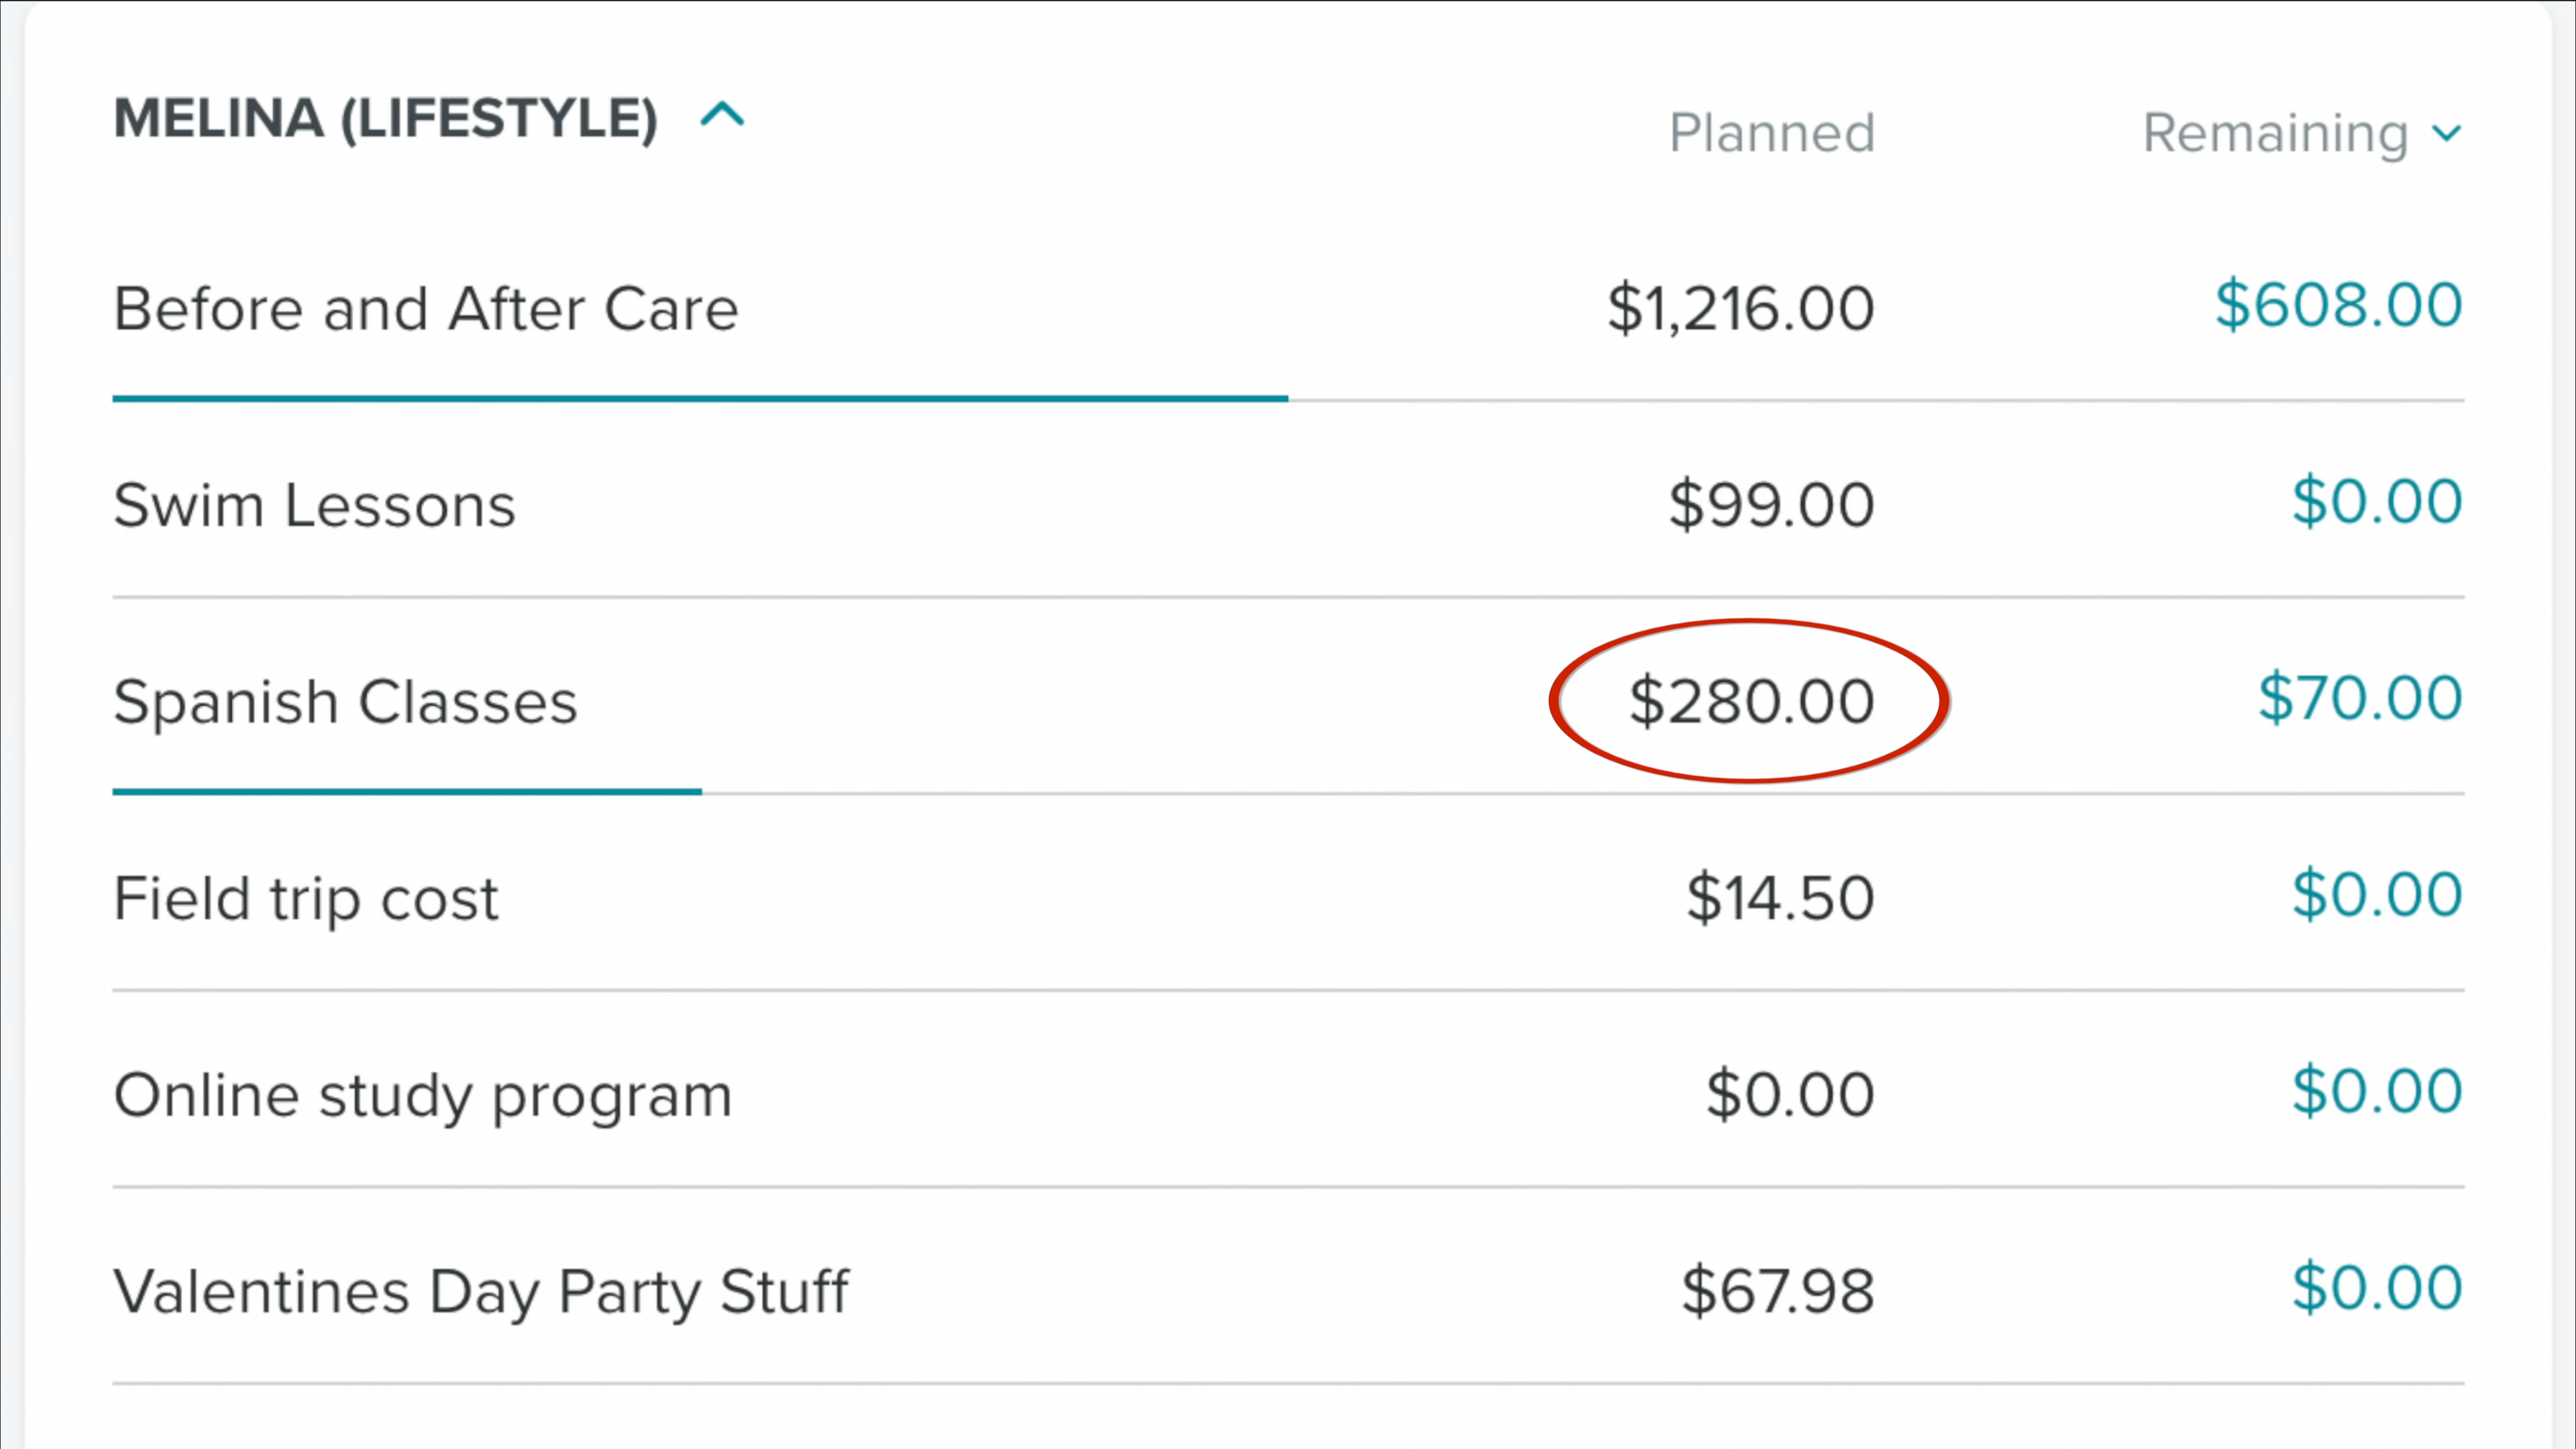 MELINA (LIFESTYLE) Planned Remaining
Before and After Care $1,216.00 $608.00
Swim Lessons $99.00 $0.00
Spanish Classes $280.00 $70.00
Field trip cost $14.50 $0.00
Online study program $0.00 $0.00
Valentines Day Party Stuff $67.98 $0.00